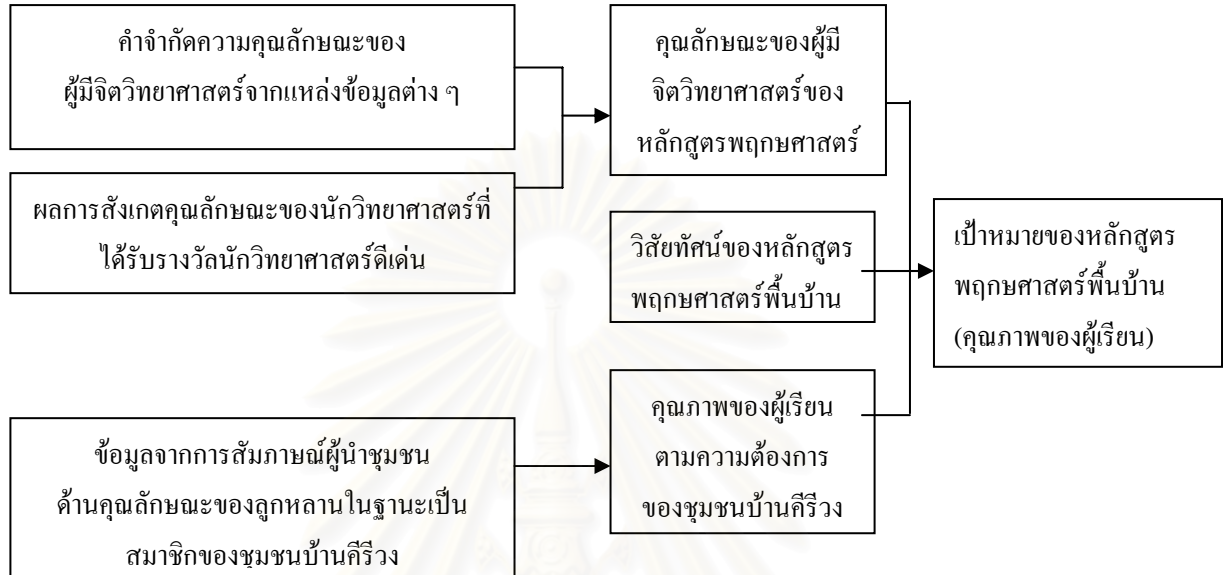 คำจำกัดความคุณลักษณะของ
ผู้มีจิตวิทยาศาสตร์จากแหล่งข้อมูลต่าง ๆ
ผลการสังเกตคุณลักษณะของนักวิทยาศาสตร์ที่
ได้รับรางวัลนักวิทยาศาสตร์ดีเด่น
ข้อมูลจากการสัมภาษณ์ผู้นำชุมชน
ด้านคุณลักษณะของลูกหลานในฐานะเป็น
สมาชิกของชุมชนบ้านคีรีวง
คุณลักษณะของผู้มี
จิตวิทยาศาสตร์ของ
หลักสูตรพฤกษศาสตร์
วิสัยทัศน์ของหลักสูตร
พฤกษศาสตร์พื้นบ้าน
คุณภาพของผู้เรียน
ตามความต้องการ
ของชุมชนบ้านคีรีวง
เป้าหมายของหลักสูตร
พฤกษศาสตร์พื้นบ้าน
(คุณภาพของผู้เรียน)